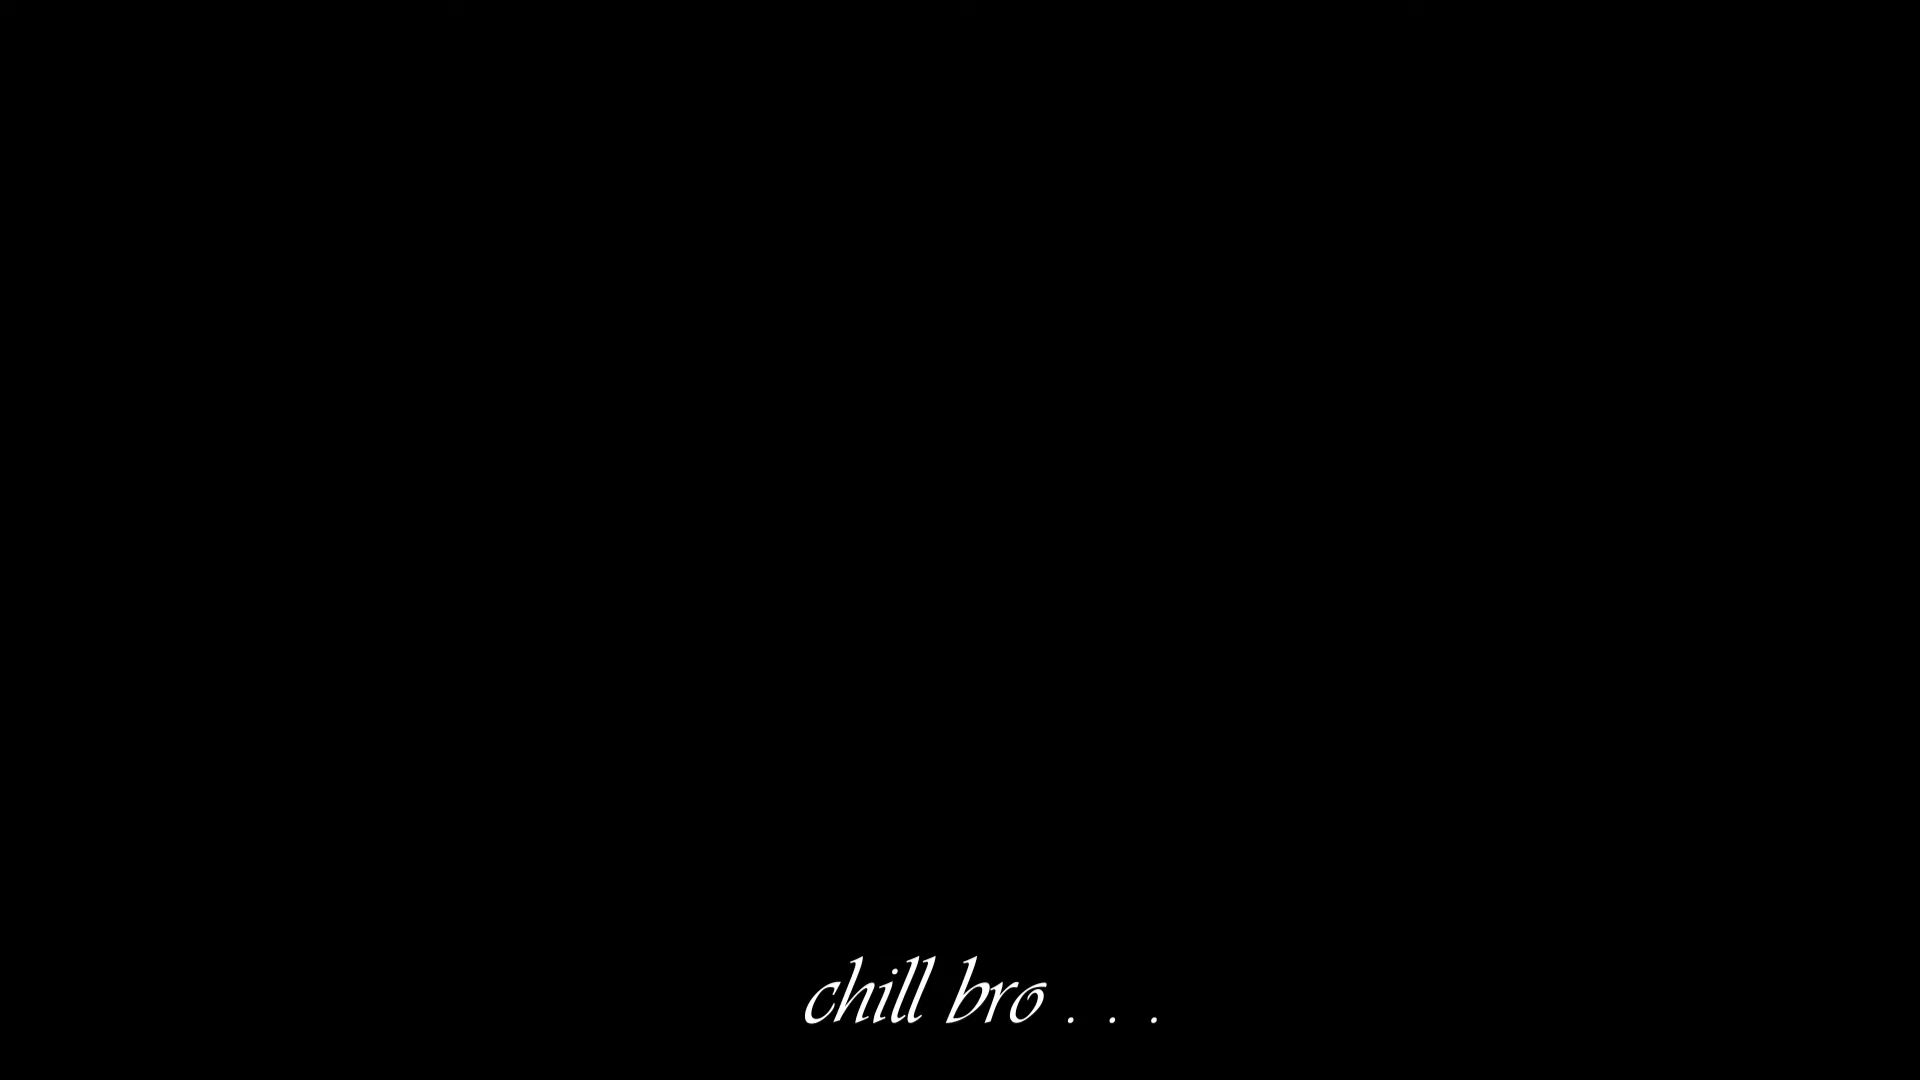 chill bro . . .